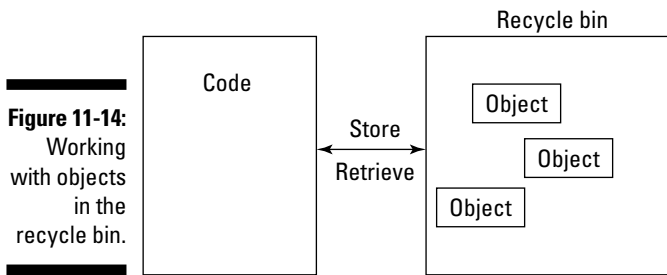 Recycle bin
Code
Object
Store
Object
Retrieve
Object
Figure 11-14:
Working
with objects
in the
recycle bin.